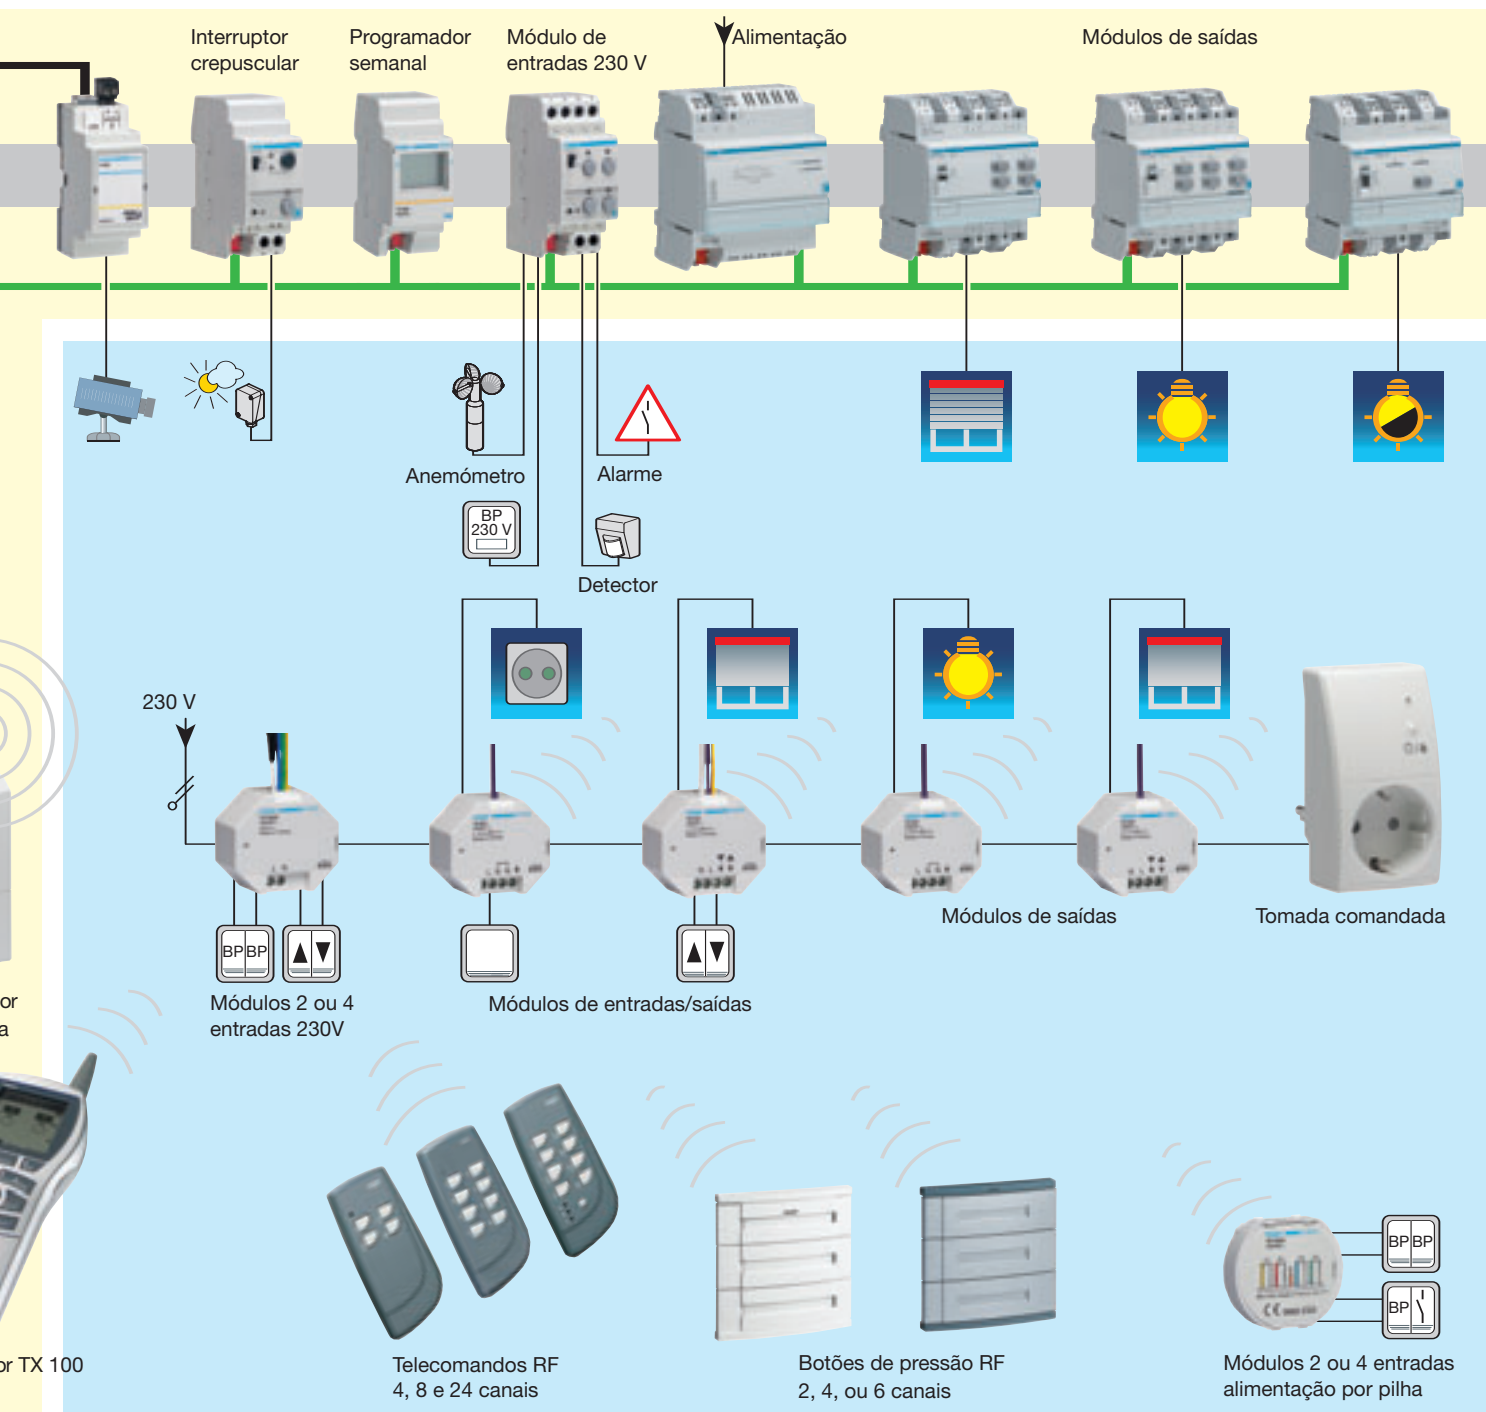 Interruptor
crepuscular
Programador
semanal
Módulo de
entradas 230 V
Alimentação
Módulos de saídas
Anemómetro
Alarme
BP
230 V
Detector
230 V
Módulos de saídas
Tomada comandada
BP BP
Módulos 2 ou 4
entradas 230V
Módulos de entradas/saídas
or
a
BP BP
BP
or TX 100
Telecomandos RF
4, 8 e 24 canais
Botões de pressão RF
2, 4, ou 6 canais
Módulos 2 ou 4 entradas
alimentação por pilha